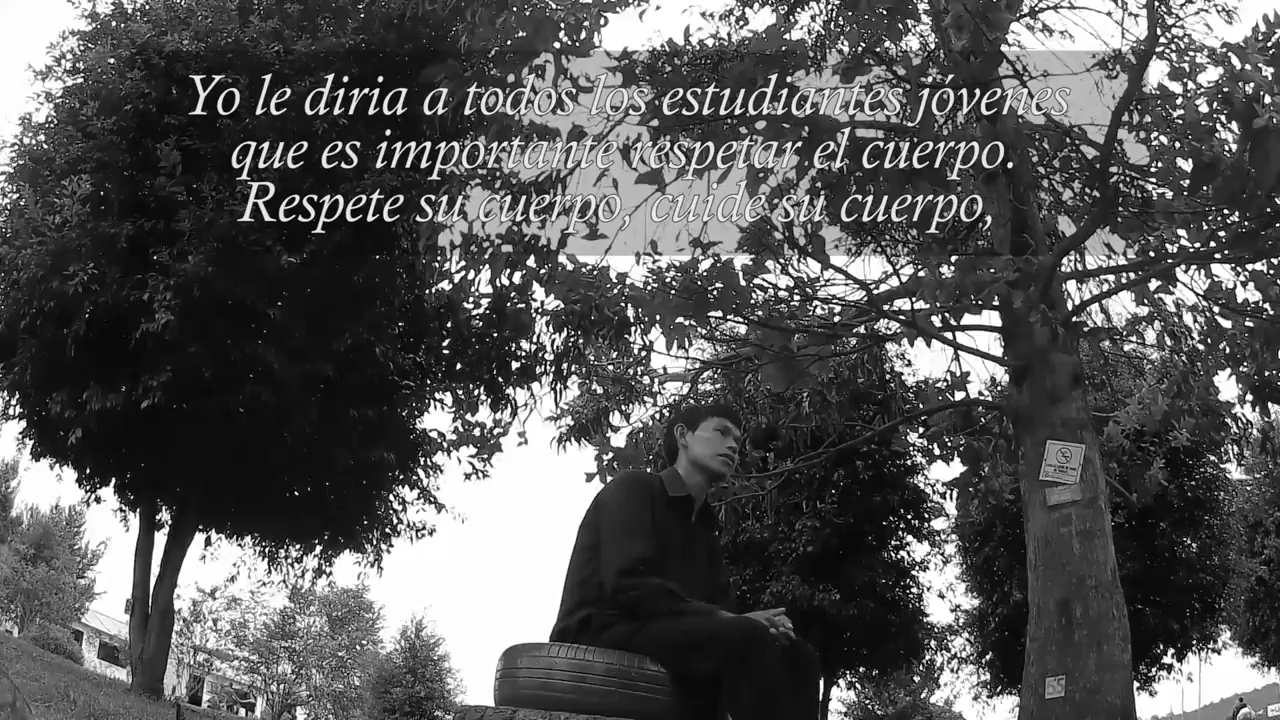 Yo le diria a todos los estudiantes jóvenes
que es importante respetar el cuerpo.
Respete su cuerpo, cuide su cuerpo,
55